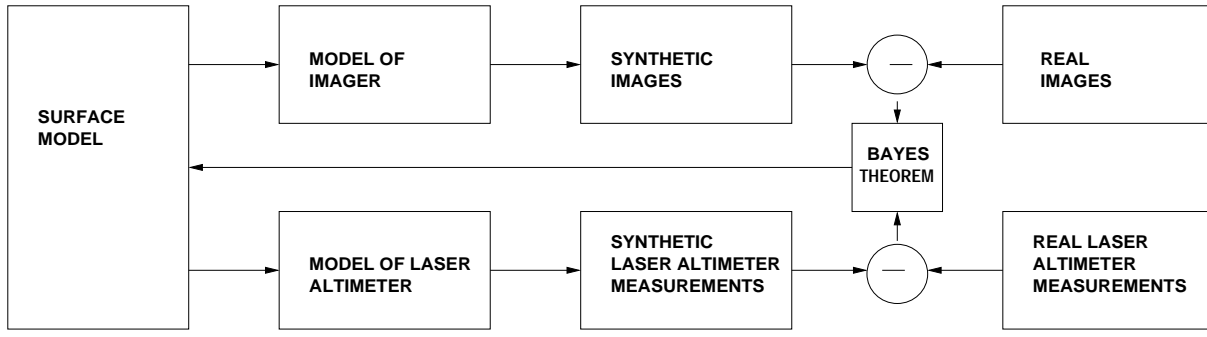 SURFACE
MODEL
MODEL OF
IMAGER
SYNTHETIC
IMAGES
REAL
IMAGES
BAYES
THEOREM
MODEL OF LASER
ALTIMETER
SYNTHETIC
LASER ALTIMETER
MEASUREMENTS
REAL LASER
ALTIMETER
MEASUREMENTS